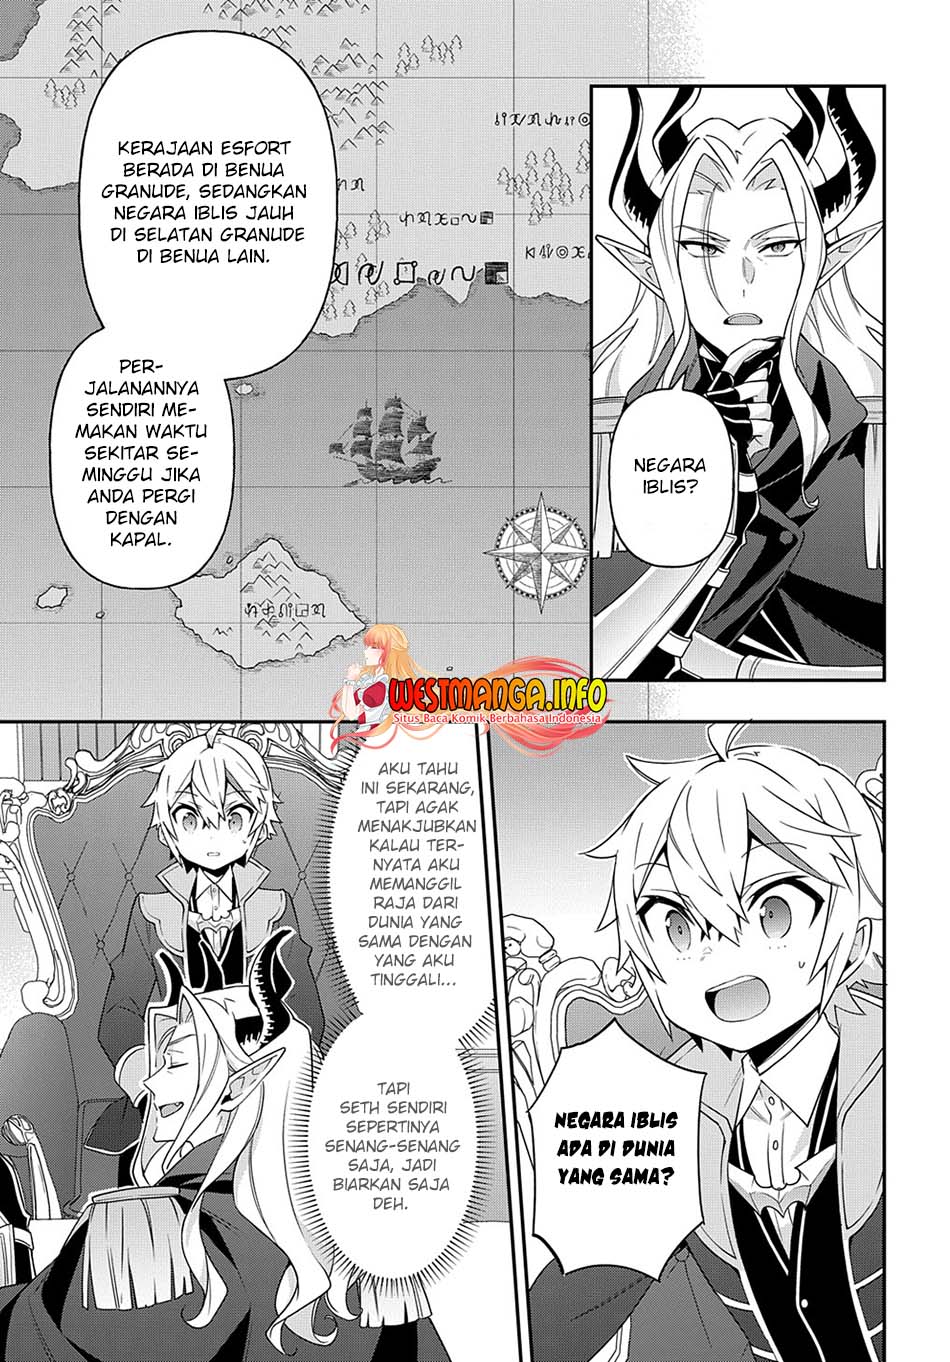 NEGARA
IBLIS?
KERAJAAN ESFORT
BERADA DI BENUA
GRANUDE, SEDANGKAN
NEGARA IBLIS JAUH
DI SELATAN GRANUDE
DI BENUA LAIN.
PER-
JALANANNYA
SENDIRI ME-
MAKAN WAKTU
SEKITAR SE-
MINGGU JIKA
ANDA PERGI
DENGAN
KAPAL.
WESTMANGA.INFO
Situs Baca Komik Berbahasa Indonesia
NEGARA IBLIS
ADA DI DUNIA
YANG SAMA?
AKU TAHU
INI SEKARANG,
TAPI AGAK
MENAKJUBKAN
KALAU TER-
NYATA AKU
MEMANGGIL
RAJA DARI
DUNIA YANG
SAMA DENGAN
YANG AKU
TINGGALI...
TAPI
SETH SENDIRI
SEPERTINYA
SENANG-SENANG
SAJA, JADI
BIARKAN SAJA
DEH.